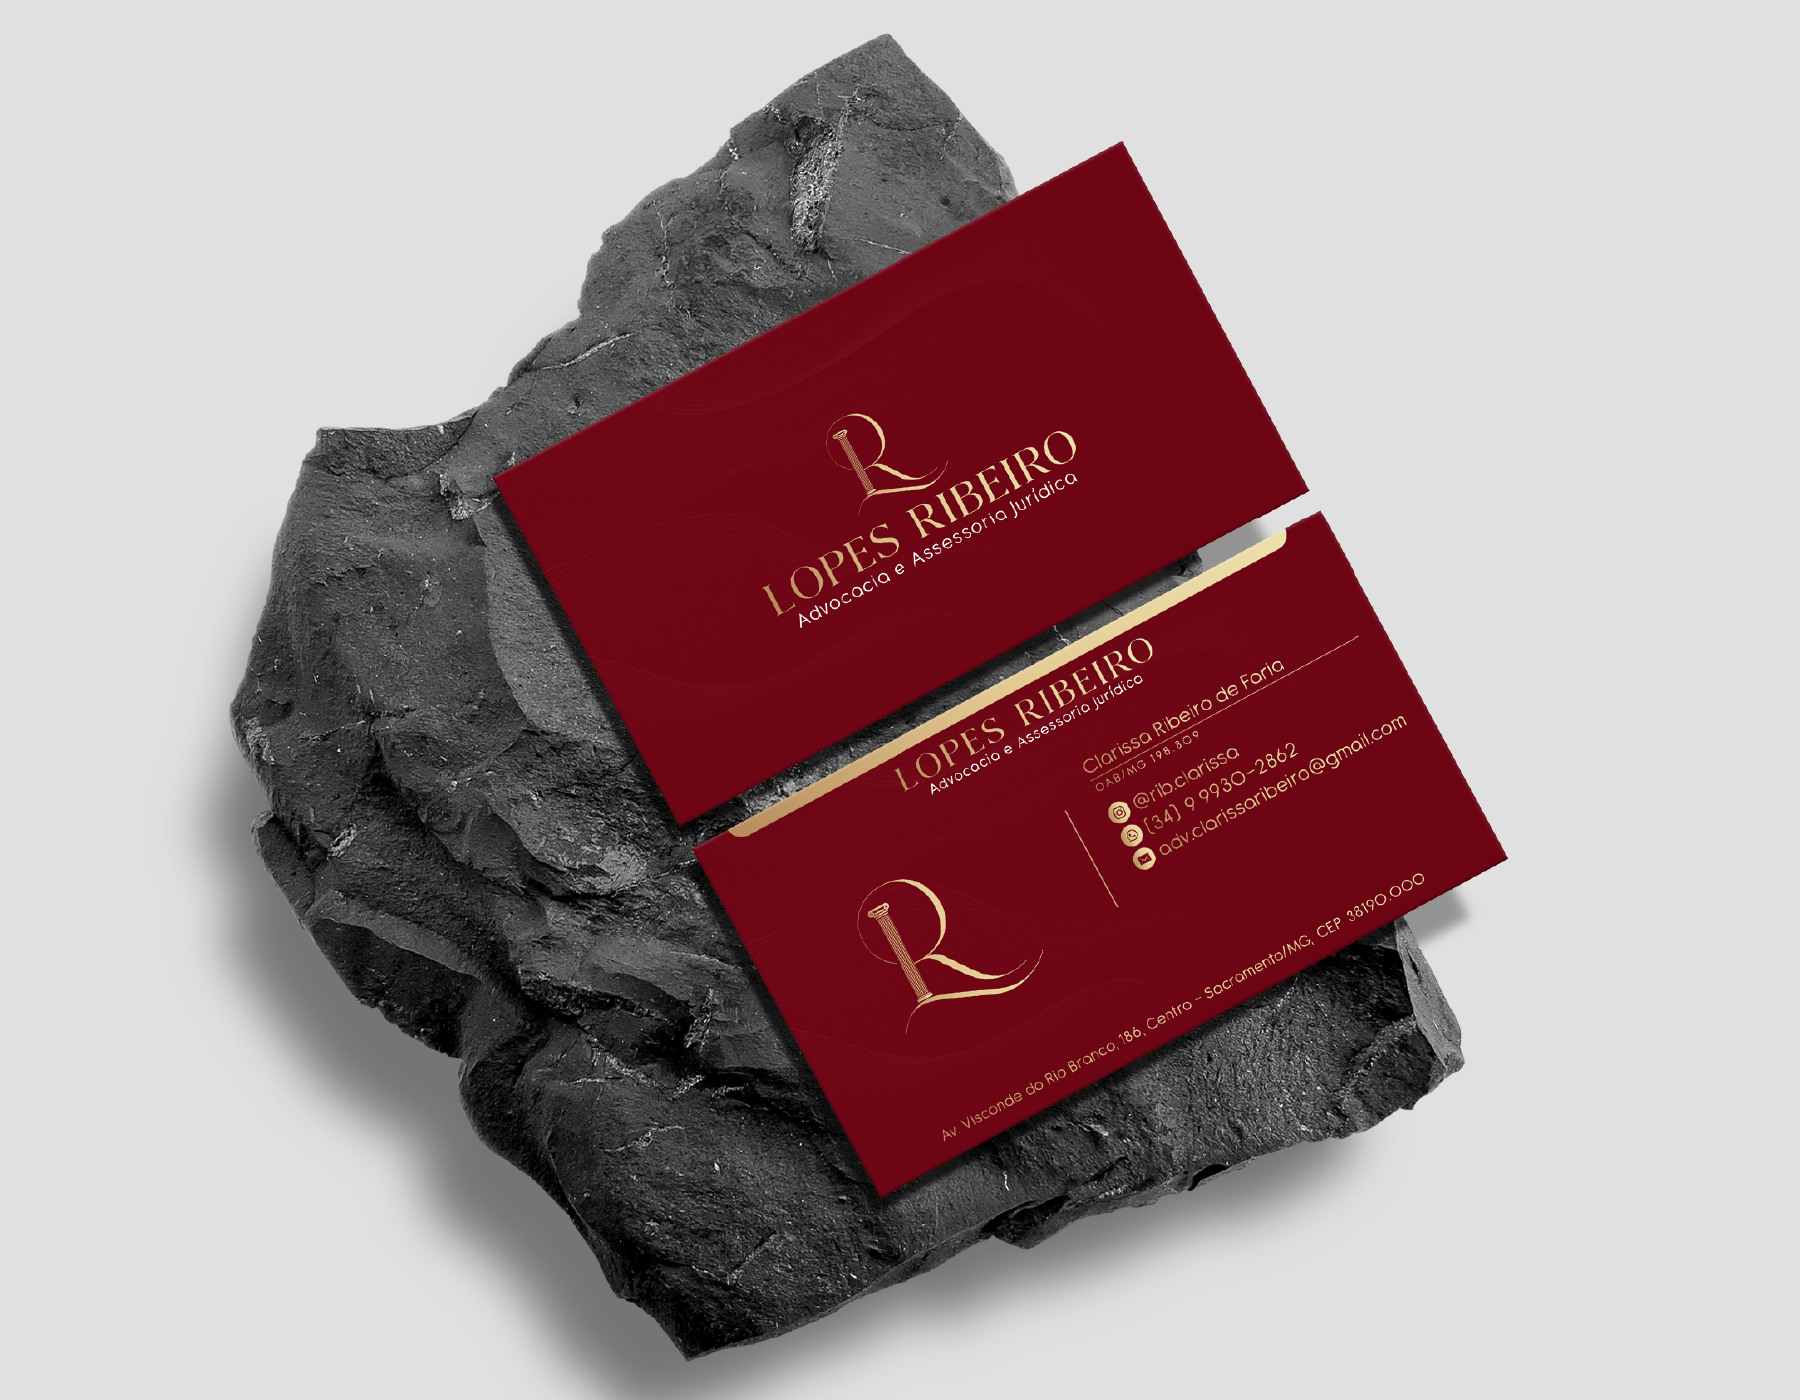 LOPES RIBEIRO
Advocacia e Assessoria Jurídica
LOPES RIBEIRO
Advocacia e Assessoria Jurídica
Clarissa Ribeiro de Faria
OAB/MG 198.309
@rib.clarissa
(34) 9 9930-2862
adv.clarissaribeiro@gmail.com
Av. Visconde do Rio Branco, 186, Centro - Sacramento/MG, CEP 38190.000